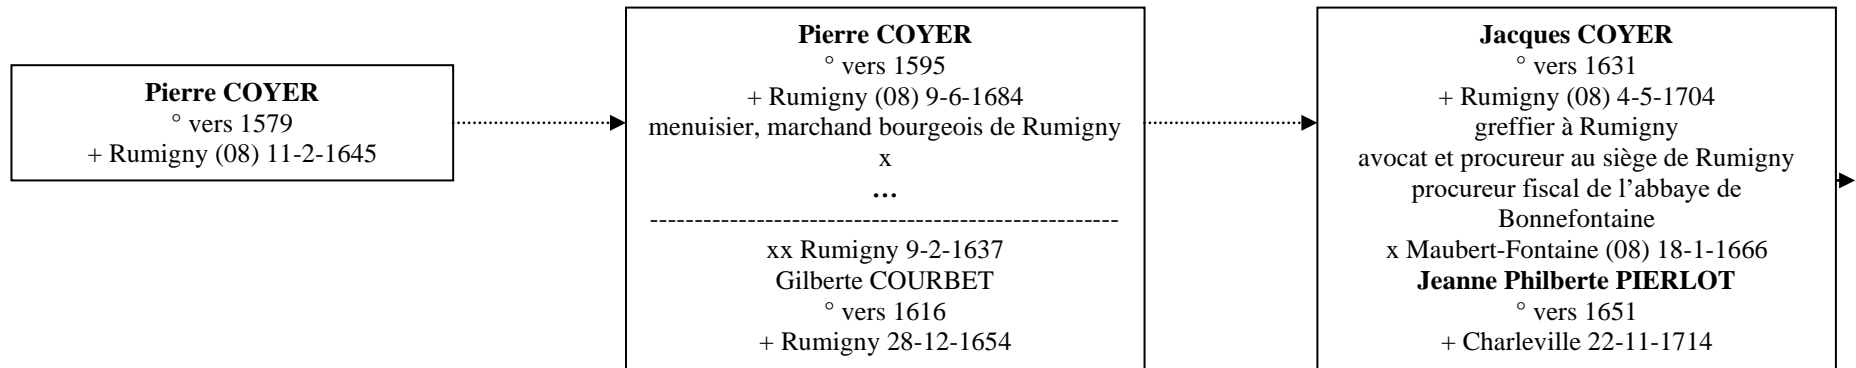 Pierre COYER
° vers 1579
+ Rumigny (08) 11-2-1645
Pierre COYER
° vers 1595
+ Rumigny (08) 9-6-1684
menuisier, marchand bourgeois de Rumigny
x
...
--------------------------------------------------------
xx Rumigny 9-2-1637
Gilberte COURBET
° vers 1616
+ Rumigny 28-12-1654
Jacques COYER
° vers 1631
+ Rumigny (08) 4-5-1704
greffier à Rumigny
avocat et procureur au siège de Rumigny
procureur fiscal de l’abbaye de
Bonnefontaine
x Maubert-Fontaine (08) 18-1-1666
Jeanne Philberte PIERLOT
° vers 1651
+ Charleville 22-11-1714